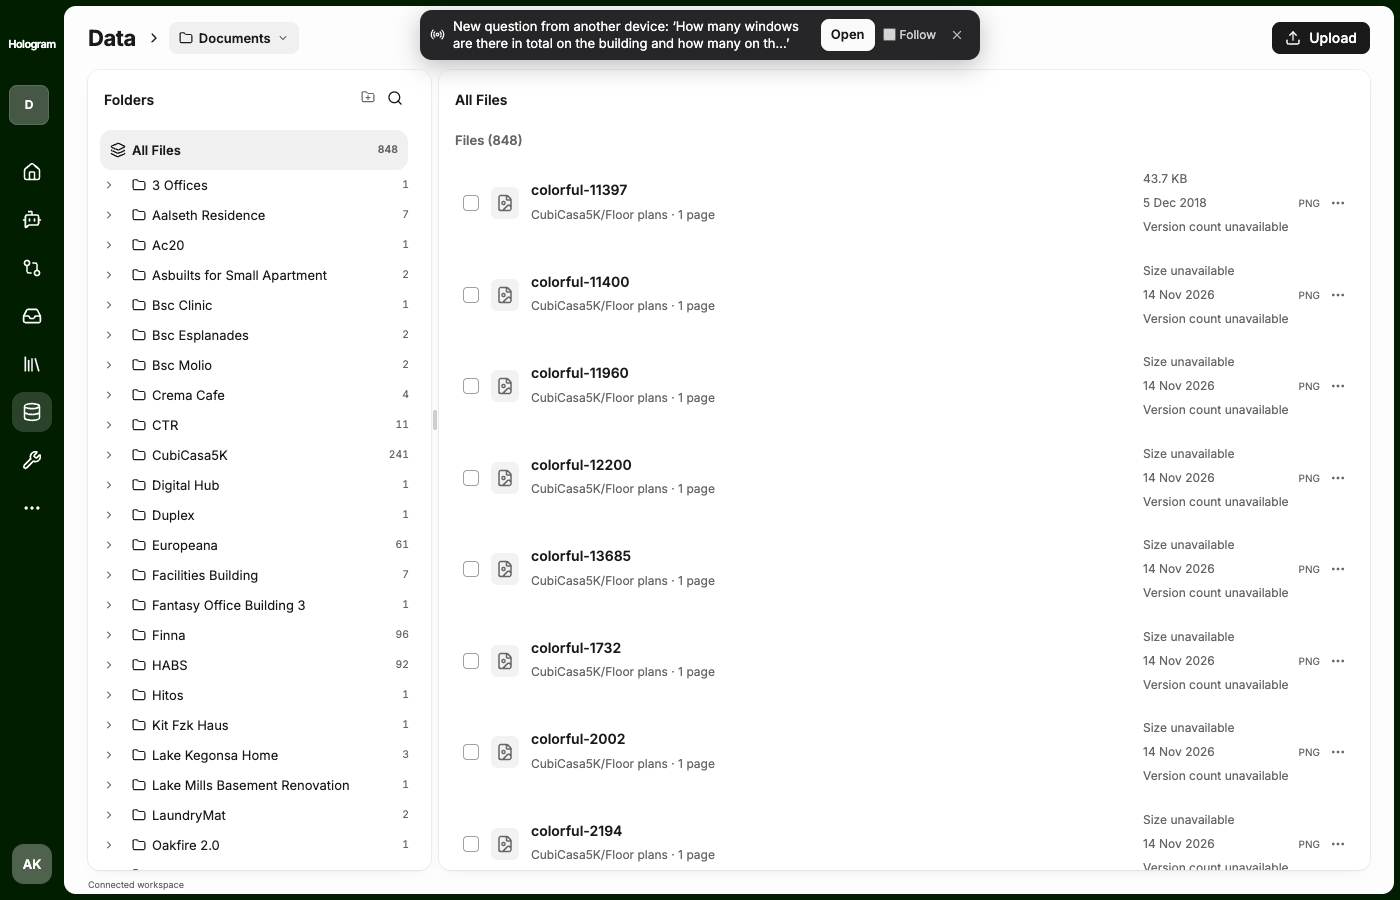 Hologram
D
AK
Data
Documents
New question from another device: ‘How many windows
are there in total on the building and how many on th...’
Open
Follow
Upload
Folders
All Files 848
3 Offices 1
Aalseth Residence 7
Ac20 1
Asbuilts for Small Apartment 2
Bsc Clinic 1
Bsc Esplanades 2
Bsc Molio 2
Crema Cafe 4
CTR 11
CubiCasa5K 241
Digital Hub 1
Duplex 1
Europeana 61
Facilities Building 7
Fantasy Office Building 3 1
Finna 96
HABS 92
Hitos 1
Kit Fzk Haus 1
Lake Kegonsa Home 3
Lake Mills Basement Renovation 1
LaundryMat 2
Oakfire 2.0 1
All Files
Files (848)
colorful-11397
CubiCasa5K/Floor plans · 1 page
43.7 KB
5 Dec 2018
PNG
Version count unavailable
colorful-11400
CubiCasa5K/Floor plans · 1 page
Size unavailable
14 Nov 2026
PNG
Version count unavailable
colorful-11960
CubiCasa5K/Floor plans · 1 page
Size unavailable
14 Nov 2026
PNG
Version count unavailable
colorful-12200
CubiCasa5K/Floor plans · 1 page
Size unavailable
14 Nov 2026
PNG
Version count unavailable
colorful-13685
CubiCasa5K/Floor plans · 1 page
Size unavailable
14 Nov 2026
PNG
Version count unavailable
colorful-1732
CubiCasa5K/Floor plans · 1 page
Size unavailable
14 Nov 2026
PNG
Version count unavailable
colorful-2002
CubiCasa5K/Floor plans · 1 page
Size unavailable
14 Nov 2026
PNG
Version count unavailable
colorful-2194
CubiCasa5K/Floor plans · 1 page
Size unavailable
14 Nov 2026
PNG
Version count unavailable
Connected workspace